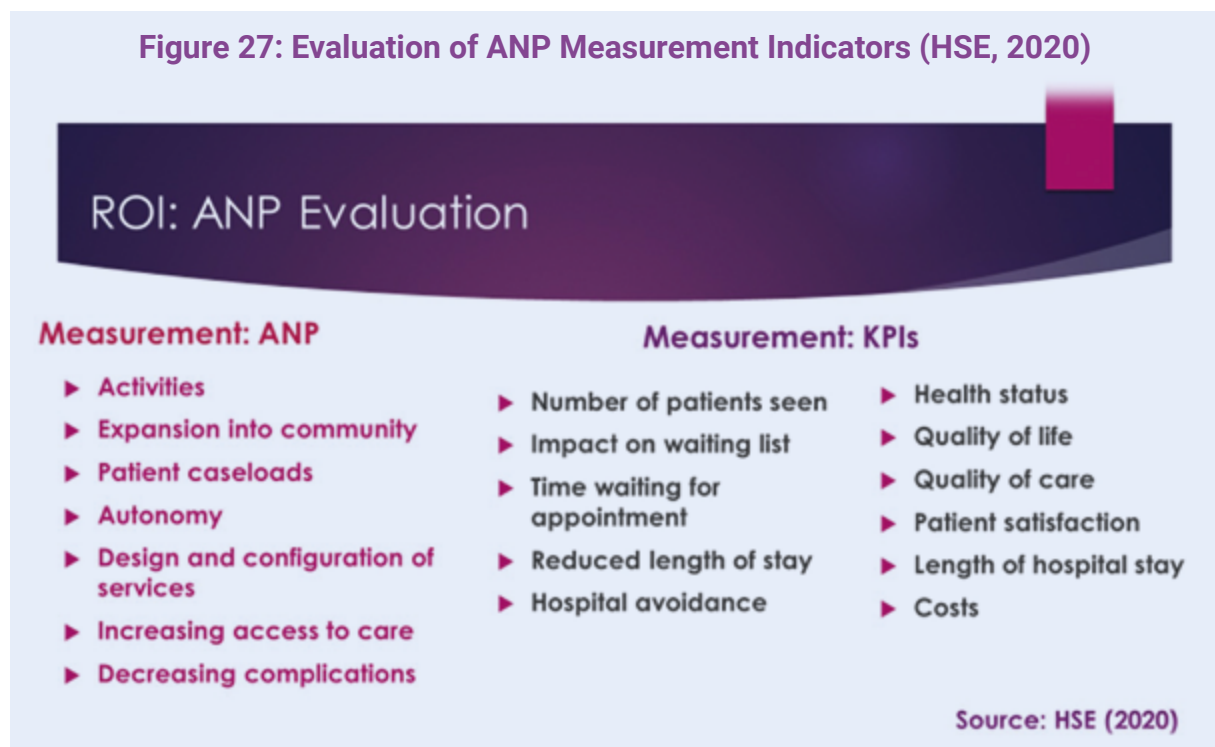 Figure 27: Evaluation of ANP Measurement Indicators (HSE, 2020)
ROI: ANP Evaluation
Measurement: ANP
Activities
Expansion into community
Patient caseloads
Autonomy
Design and configuration of
services
Increasing access to care
Decreasing complications
Measurement: KPIs
Number of patients seen
Impact on waiting list
Time waiting for
appointment
Reduced length of stay
Hospital avoidance
Health status
Quality of life
Quality of care
Patient satisfaction
Length of hospital stay
Costs
Source: HSE (2020)